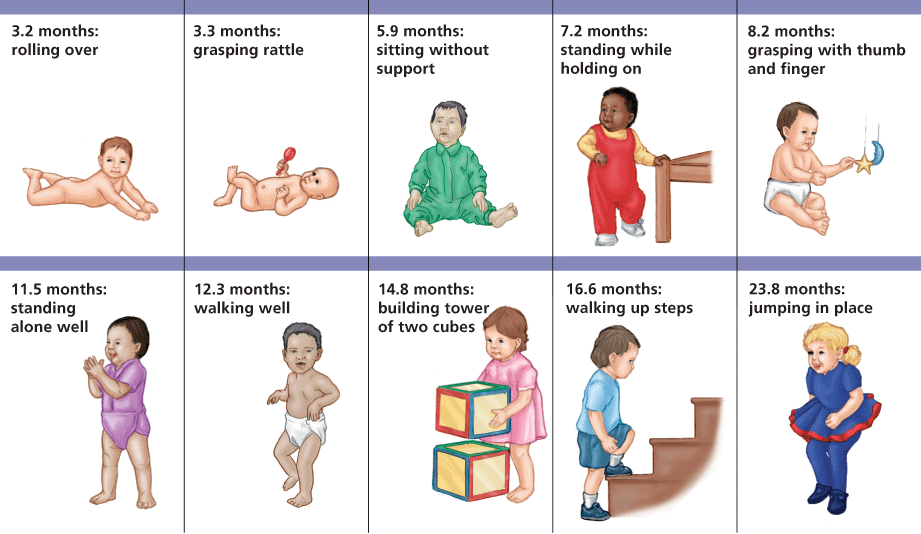 3.2 months:
rolling over
3.3 months:
grasping rattle
5.9 months:
sitting without
support
7.2 months:
standing while
holding on
8.2 months:
grasping with thumb
and finger
11.5 months:
standing
alone well
12.3 months:
walking well
14.8 months:
building tower
of two cubes
16.6 months:
walking up steps
23.8 months:
jumping in place